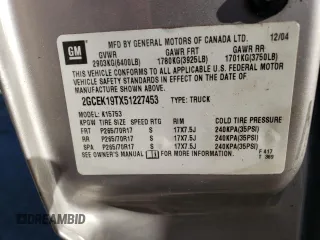 GM
MFD BY GENERAL MOTORS OF CANADA LTD. 12/04
GVWR GAWR FRT GAWR RR
2903KG(6400LB) 1780KG(3925LB) 1701KG(3750LB)
THIS VEHICLE CONFORMS TO ALL APPLICABLE U.S. FEDERAL
MOTOR VEHICLE SAFETY STANDARDS IN EFFECT ON THE DATE OF
MANUFACTURE SHOWN ABOVE.
2GCEK19TX51227453 TYPE: TRUCK
MODEL: K15753
TIRE SIZE SPEED RTG RIM COLD TIRE PRESSURE
FRT P265/70R17 S 17X7.5J 240KPA(35PSI)
RR P265/70R17 S 17X7.5J 240KPA(35PSI)
SPA P265/70R17 S 17X7.5J 240KPA(35PSI)
SEE OWNER'S MANUAL FOR MORE INFORMATION
F417
T 369